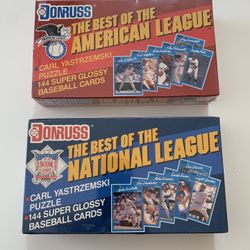 DONRUSS
THE BEST OF THE
AMERICAN LEAGUE
• CARL YASTRZEMSKI
PUZZLE
• 144 SUPER GLOSSY
BASEBALL CARDS
DONRUSS
THE BEST OF THE
NATIONAL LEAGUE
• CARL YASTRZEMSKI
PUZZLE
• 144 SUPER GLOSSY
BASEBALL CARDS